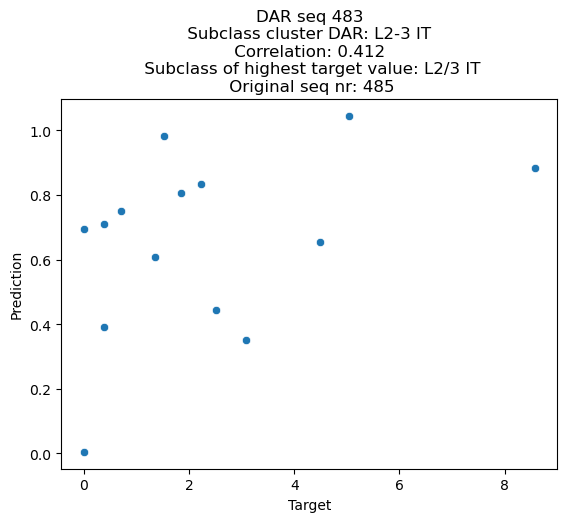 DAR seq 483
Subclass cluster DAR: L2-3 IT
Correlation: 0.412
Subclass of highest target value: L2/3 IT
Original seq nr: 485
1.0
0.8
0.6
0.4
0.2
0.0
Prediction
0 2 4 6 8
Target